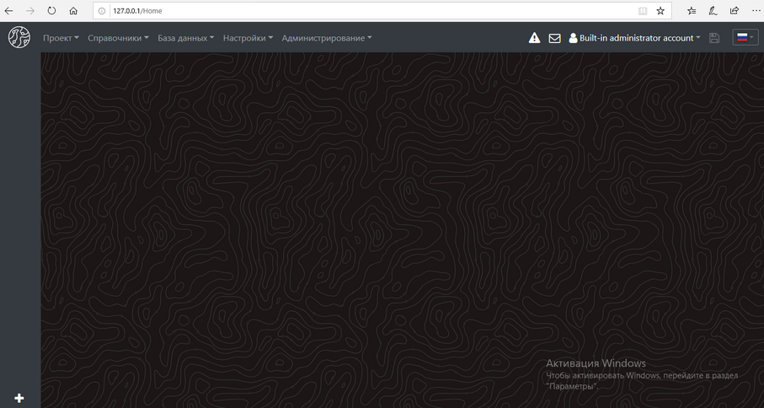 127.0.0.1/Home
Проект Справочники База данных Настройки Администрирование Built-in administrator account
Активация Windows
Чтобы активировать Windows, перейдите в раздел
"Параметры".